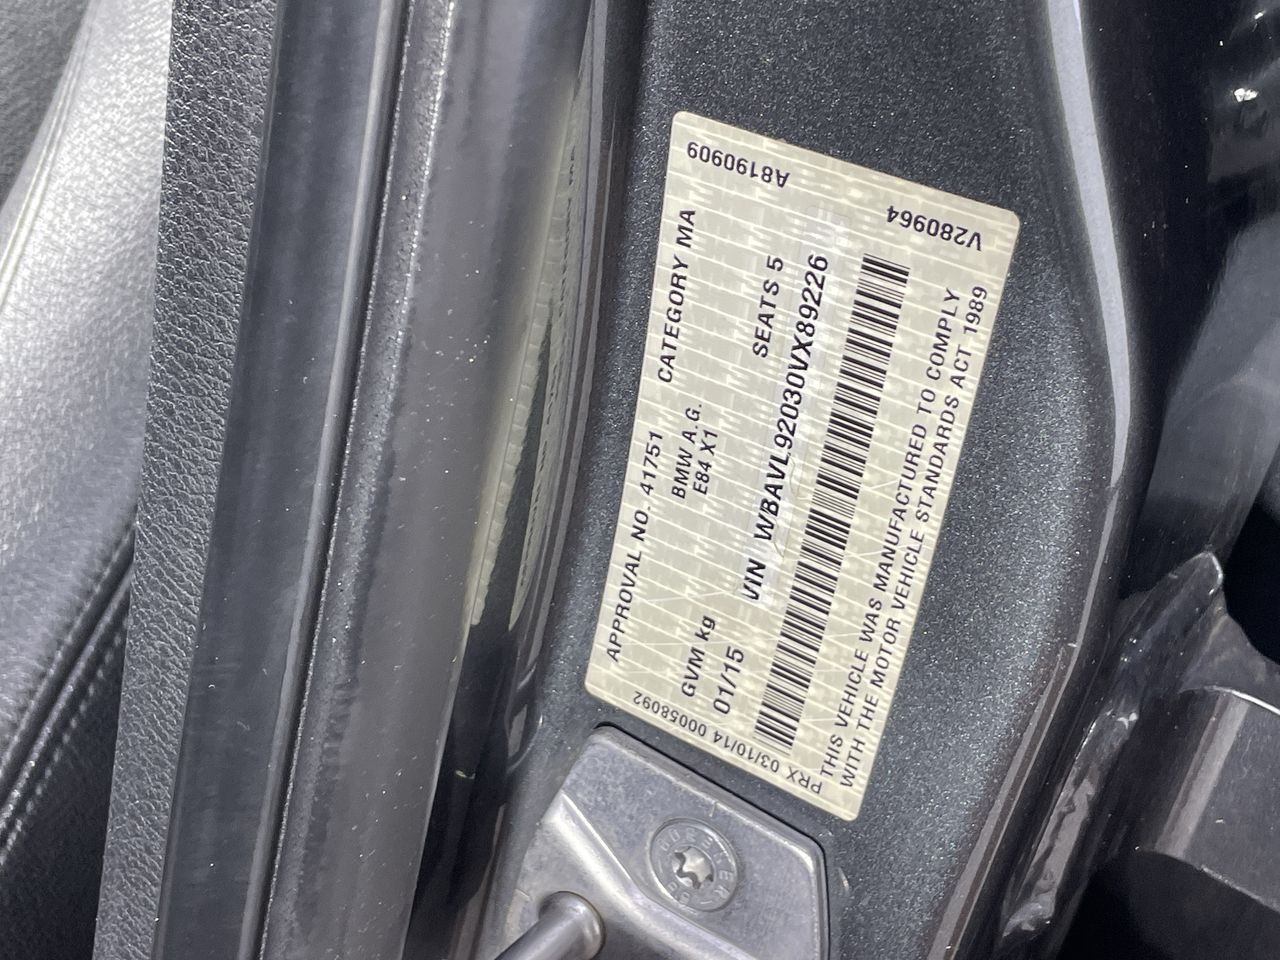 APPROVAL NO. 41751 CATEGORY MA
BMW A.G.
E84 X1
GVM kg SEATS 5
01/15
VIN WBAVL92030VX89226
THIS VEHICLE WAS MANUFACTURED TO COMPLY
WITH THE MOTOR VEHICLE STANDARDS ACT 1989
A8190909
V280964
PRX 03/10/14 00058092